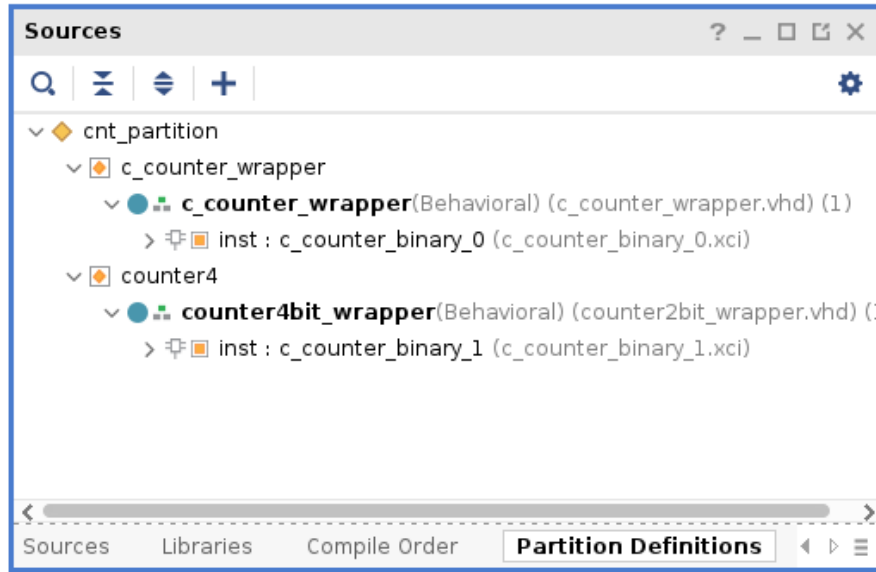 Sources
cnt_partition
c_counter_wrapper
c_counter_wrapper(Behavioral) (c_counter_wrapper.vhd) (1)
inst : c_counter_binary_0 (c_counter_binary_0.xci)
counter4
counter4bit_wrapper(Behavioral) (counter2bit_wrapper.vhd) (
inst : c_counter_binary_1 (c_counter_binary_1.xci)
Sources Libraries Compile Order Partition Definitions